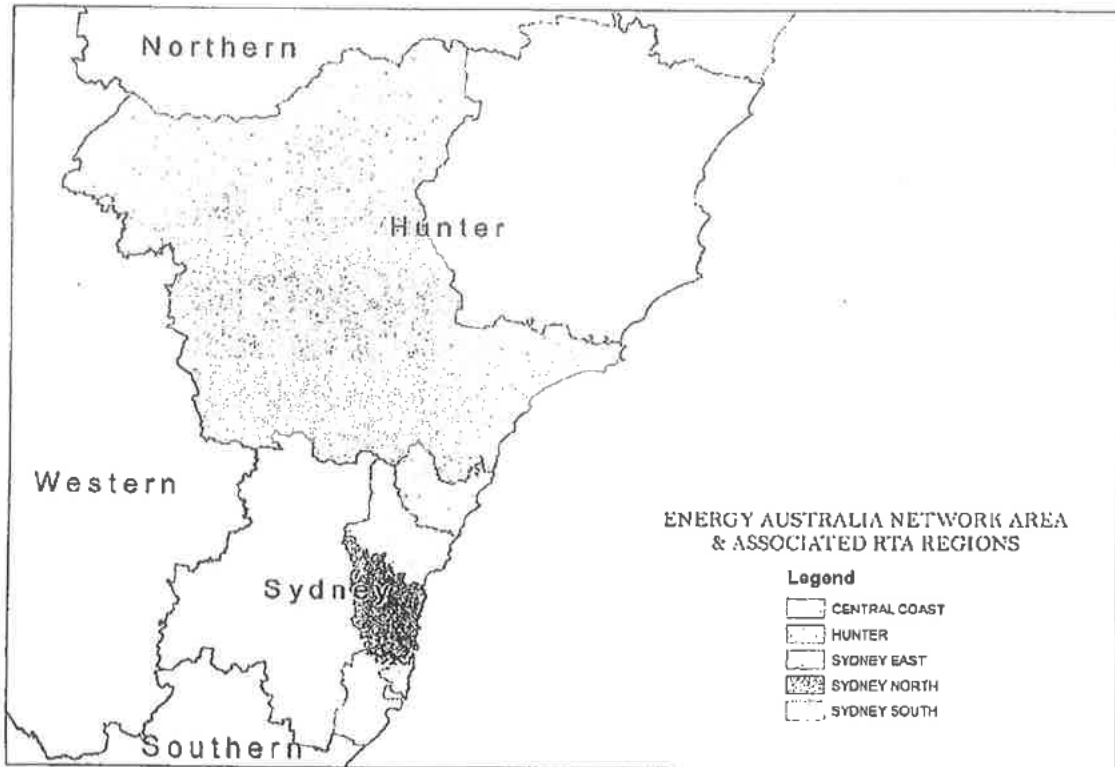 Northern
Hunter
Western
Sydney
Southern
ENERGY AUSTRALIA NETWORK AREA
& ASSOCIATED RTA REGIONS
Legend
CENTRAL COAST
HUNTER
SYDNEY EAST
SYDNEY NORTH
SYDNEY SOUTH